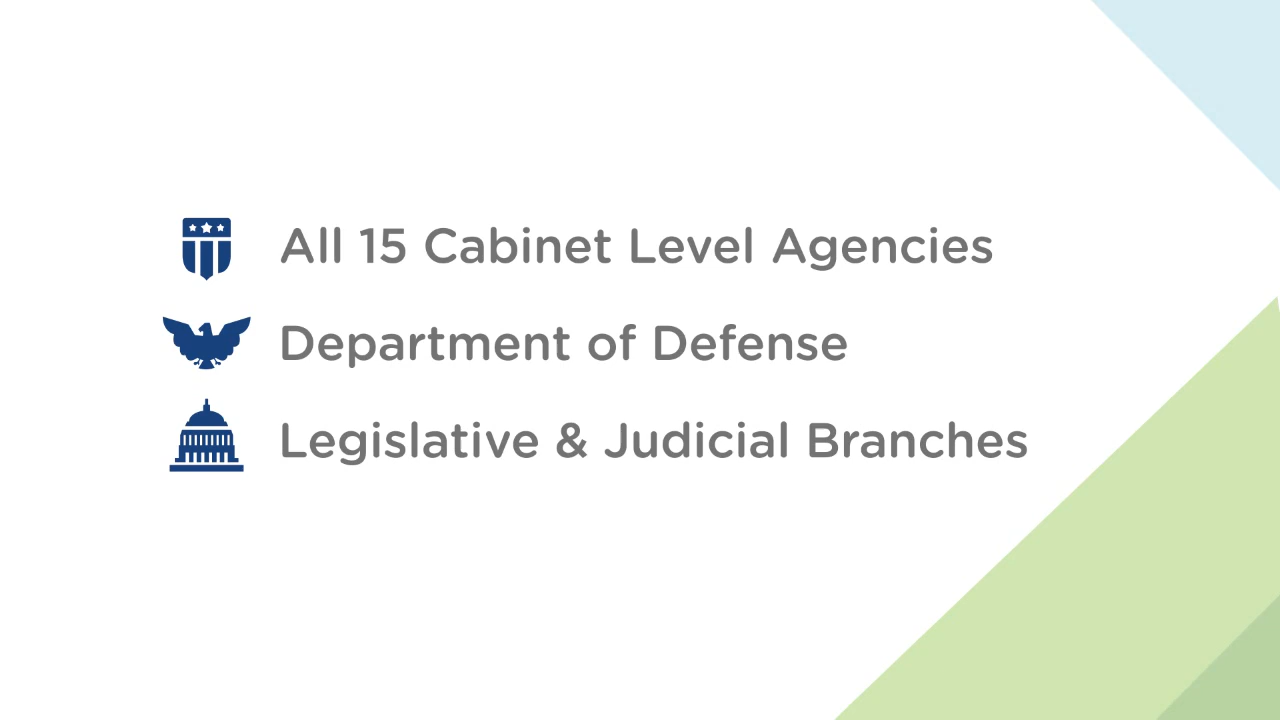 All 15 Cabinet Level Agencies
Department of Defense
Legislative & Judicial Branches